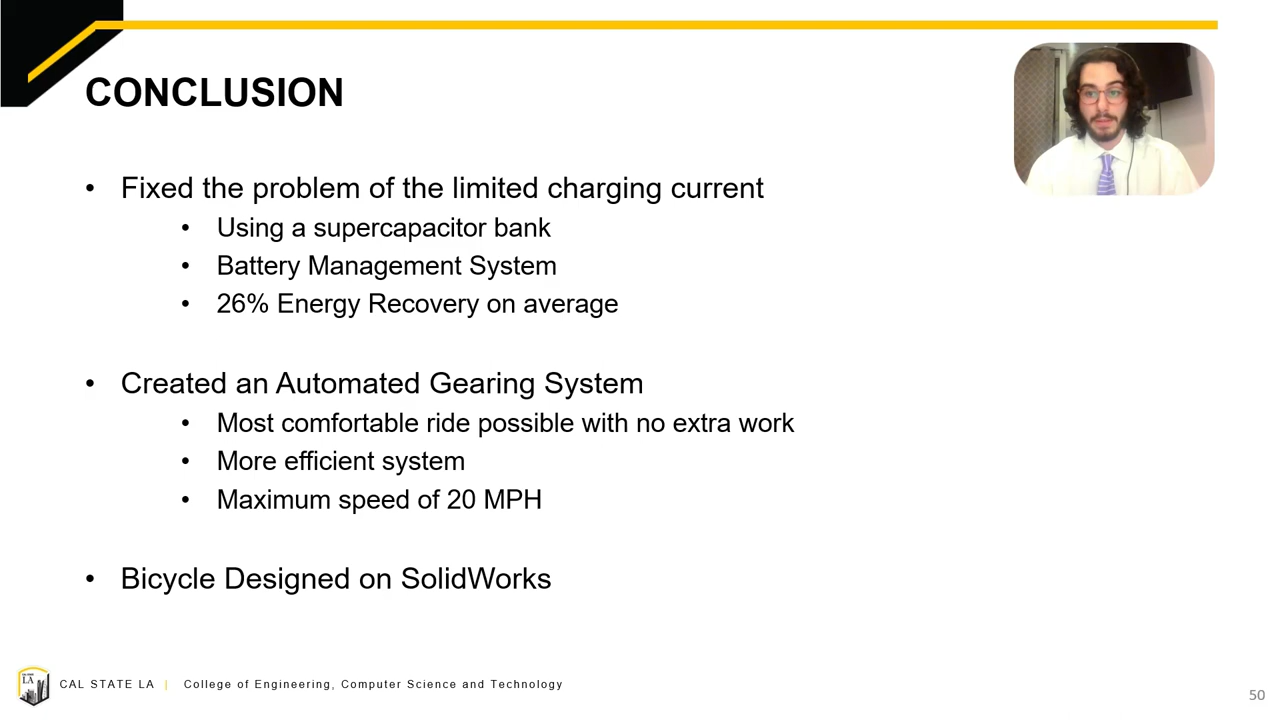 CONCLUSION
• Fixed the problem of the limited charging current
• Using a supercapacitor bank
• Battery Management System
• 26% Energy Recovery on average
• Created an Automated Gearing System
• Most comfortable ride possible with no extra work
• More efficient system
• Maximum speed of 20 MPH
• Bicycle Designed on SolidWorks
LA
CAL STATE LA | College of Engineering, Computer Science and Technology
50